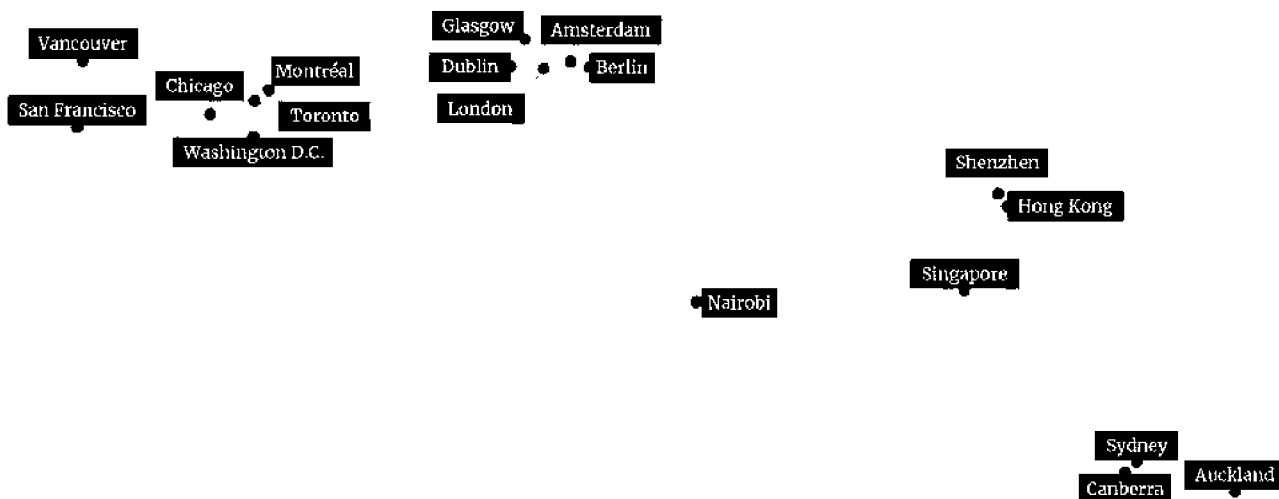 Glasgow
Amsterdam
Vancouver
Dublin
Berlin
Montréal
Chicago
San Francisco
London
Toronto
Washington D.C.
Shenzhen
Hong Kong
Singapore
Nairobi
Sydney
Auckland
Canberra